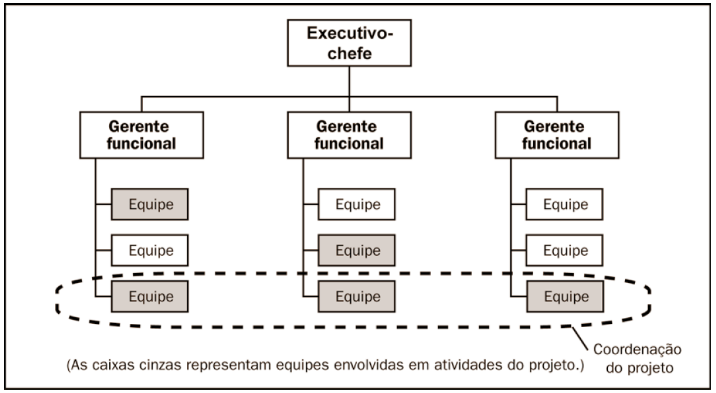 Executivo-
chefe
Gerente
funcional
Gerente
funcional
Gerente
funcional
Equipe
Equipe
Equipe
Equipe
Equipe
Equipe
Equipe
Equipe
Equipe
(As caixas cinzas representam equipes envolvidas em atividades do projeto.)
Coordenação
do projeto